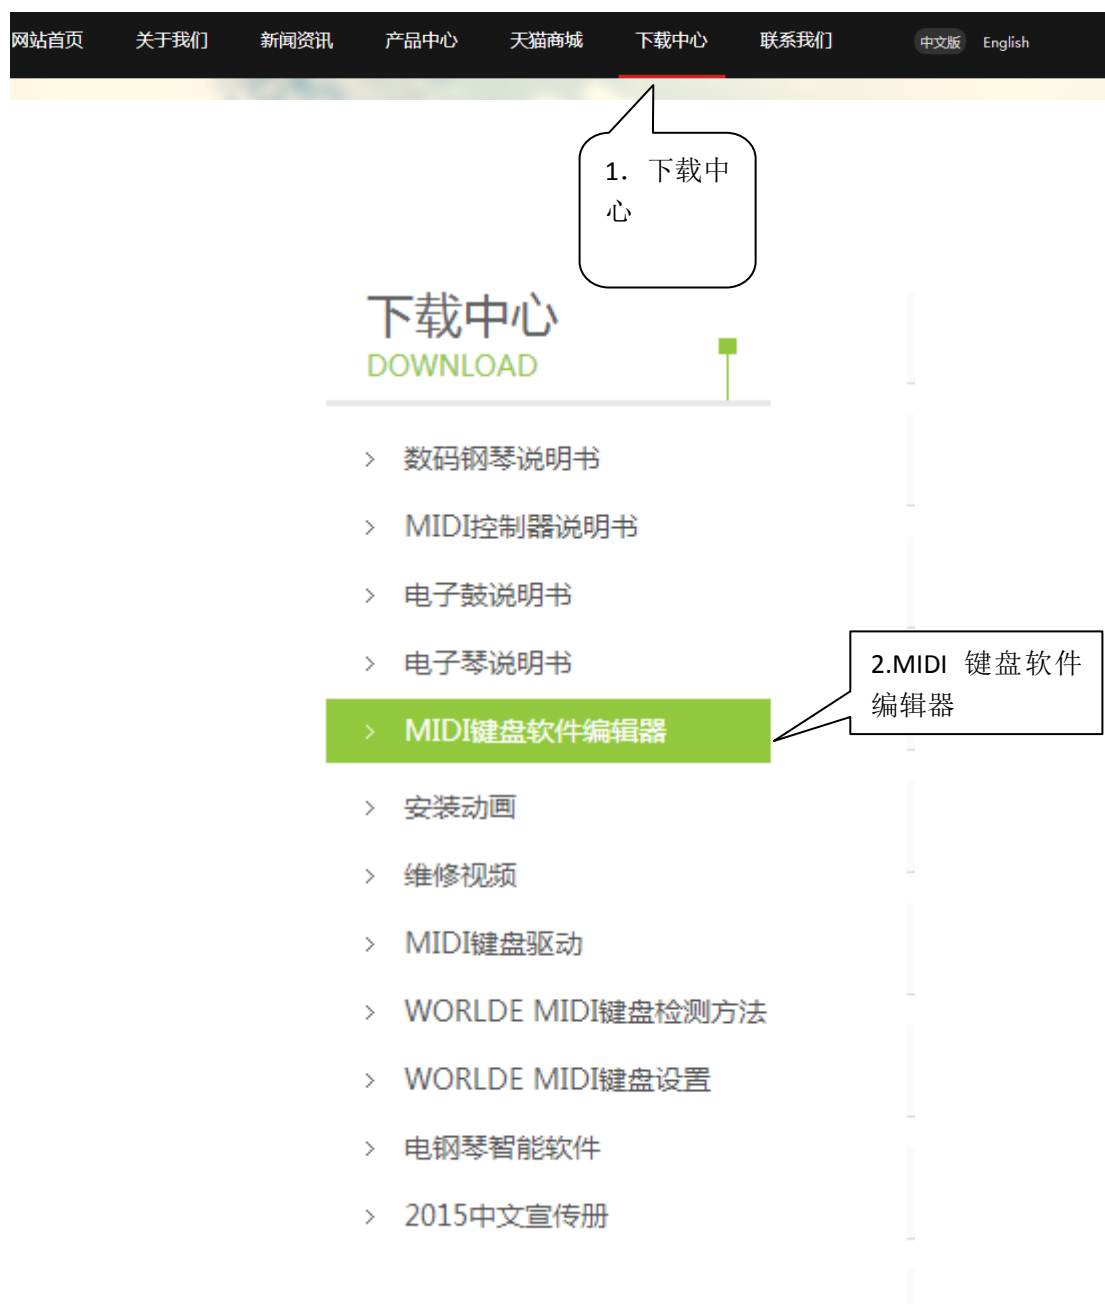 网站首页 关于我们 新闻资讯 产品中心 天猫商城 下载中心 联系我们 中文版 English
1. 下载中
心
下载中心
DOWNLOAD
> 数码钢琴说明书
> MIDI控制器说明书
> 电子鼓说明书
> 电子琴说明书
2.MIDI 键盘软件
编辑器
> MIDI键盘软件编辑器
> 安装动画
> 维修视频
> MIDI键盘驱动
> WORLDE MIDI键盘检测方法
> WORLDE MIDI键盘设置
> 电钢琴智能软件
> 2015中文宣传册